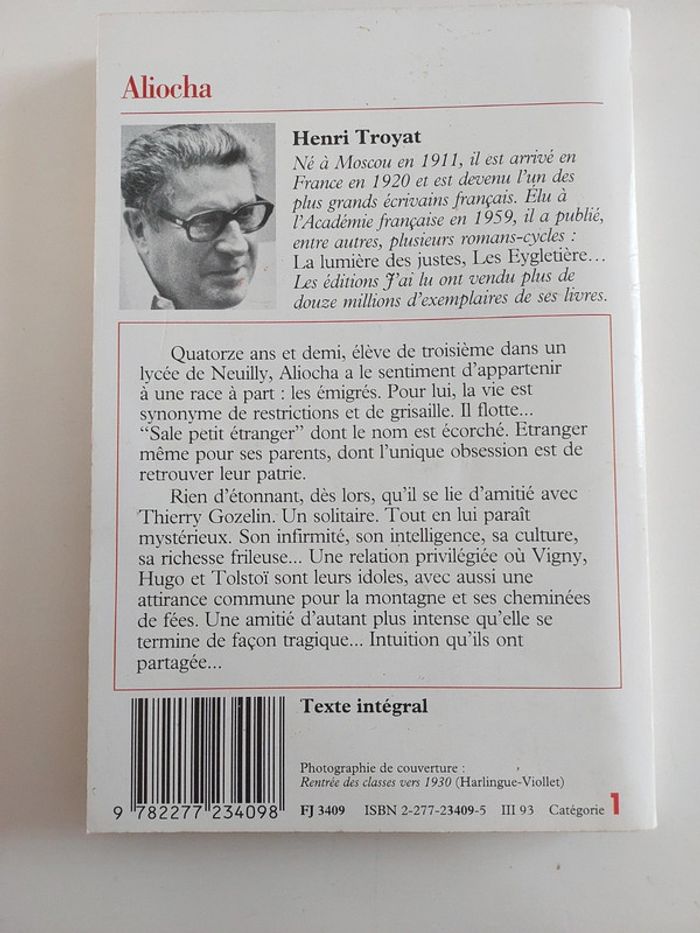 Aliocha
Henri Troyat
Né à Moscou en 1911, il est arrivé en
France en 1920 et est devenu l'un des
plus grands écrivains français. Élu à
l'Académie française en 1959, il a publié,
entre autres, plusieurs romans-cycles :
La lumière des justes, Les Eygletière...
Les éditions J'ai lu ont vendu plus de
douze millions d'exemplaires de ses livres.
Quatorze ans et demi, élève de troisième dans un
lycée de Neuilly, Aliocha a le sentiment d'appartenir
à une race à part : les émigrés. Pour lui, la vie est
synonyme de restrictions et de grisaille. Il flotte...
“Sale petit étranger” dont le nom est écorché. Etranger
même pour ses parents, dont l'unique obsession est de
retrouver leur patrie.
Rien d'étonnant, dès lors, qu'il se lie d'amitié avec
Thierry Gozelin. Un solitaire. Tout en lui paraît
mystérieux. Son infirmité, son intelligence, sa culture,
sa richesse frileuse... Une relation privilégiée où Vigny,
Hugo et Tolstoï sont leurs idoles, avec aussi une
attirance commune pour la montagne et ses cheminées
de fées. Une amitié d'autant plus intense qu'elle se
termine de façon tragique... Intuition qu'ils ont
partagée...
Texte intégral
Photographie de couverture :
Rentrée des classes vers 1930 (Harlingue-Viollet)
9 782277 234098
FJ 3409 ISBN 2-277-23409-5 III 93 Catégorie 1